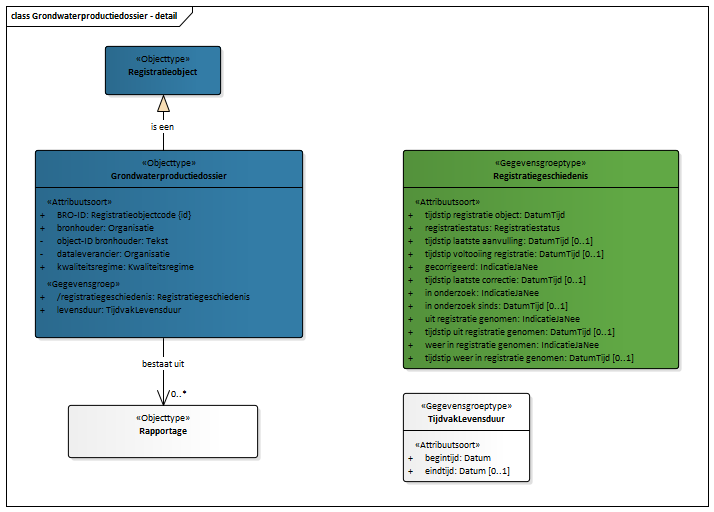 class Grondwaterproductiedossier - detail
«Objecttype»
Registratieobject
is een
«Objecttype»
Grondwaterproductiedossier
«Attribuutsoort»
+ BRO-ID: Registratieobjectcode {id}
+ bronhouder: Organisatie
- object-ID bronhouder: Tekst
- dataleverancier: Organisatie
+ kwaliteitsregime: Kwaliteitsregime
«Gegevensgroep»
+ /registratiegeschiedenis: Registratiegeschiedenis
+ levensduur: TijdvakLevensduur
bestaat uit
0..*
«Objecttype»
Rapportage
«Gegevensgroeptype»
Registratiegeschiedenis
«Attribuutsoort»
+ tijdstip registratie object: DatumTijd
+ registratiestatus: Registratiestatus
+ tijdstip laatste aanvulling: DatumTijd [0..1]
+ tijdstip voltooiing registratie: DatumTijd [0..1]
+ gecorrigeerd: IndicatieJaNee
+ tijdstip laatste correctie: DatumTijd [0..1]
+ in onderzoek: IndicatieJaNee
+ in onderzoek sinds: DatumTijd [0..1]
+ uit registratie genomen: IndicatieJaNee
+ tijdstip uit registratie genomen: DatumTijd [0..1]
+ weer in registratie genomen: IndicatieJaNee
+ tijdstip weer in registratie genomen: DatumTijd [0..1]
«Gegevensgroeptype»
TijdvakLevensduur
«Attribuutsoort»
+ begintijd: Datum
+ eindtijd: Datum [0..1]